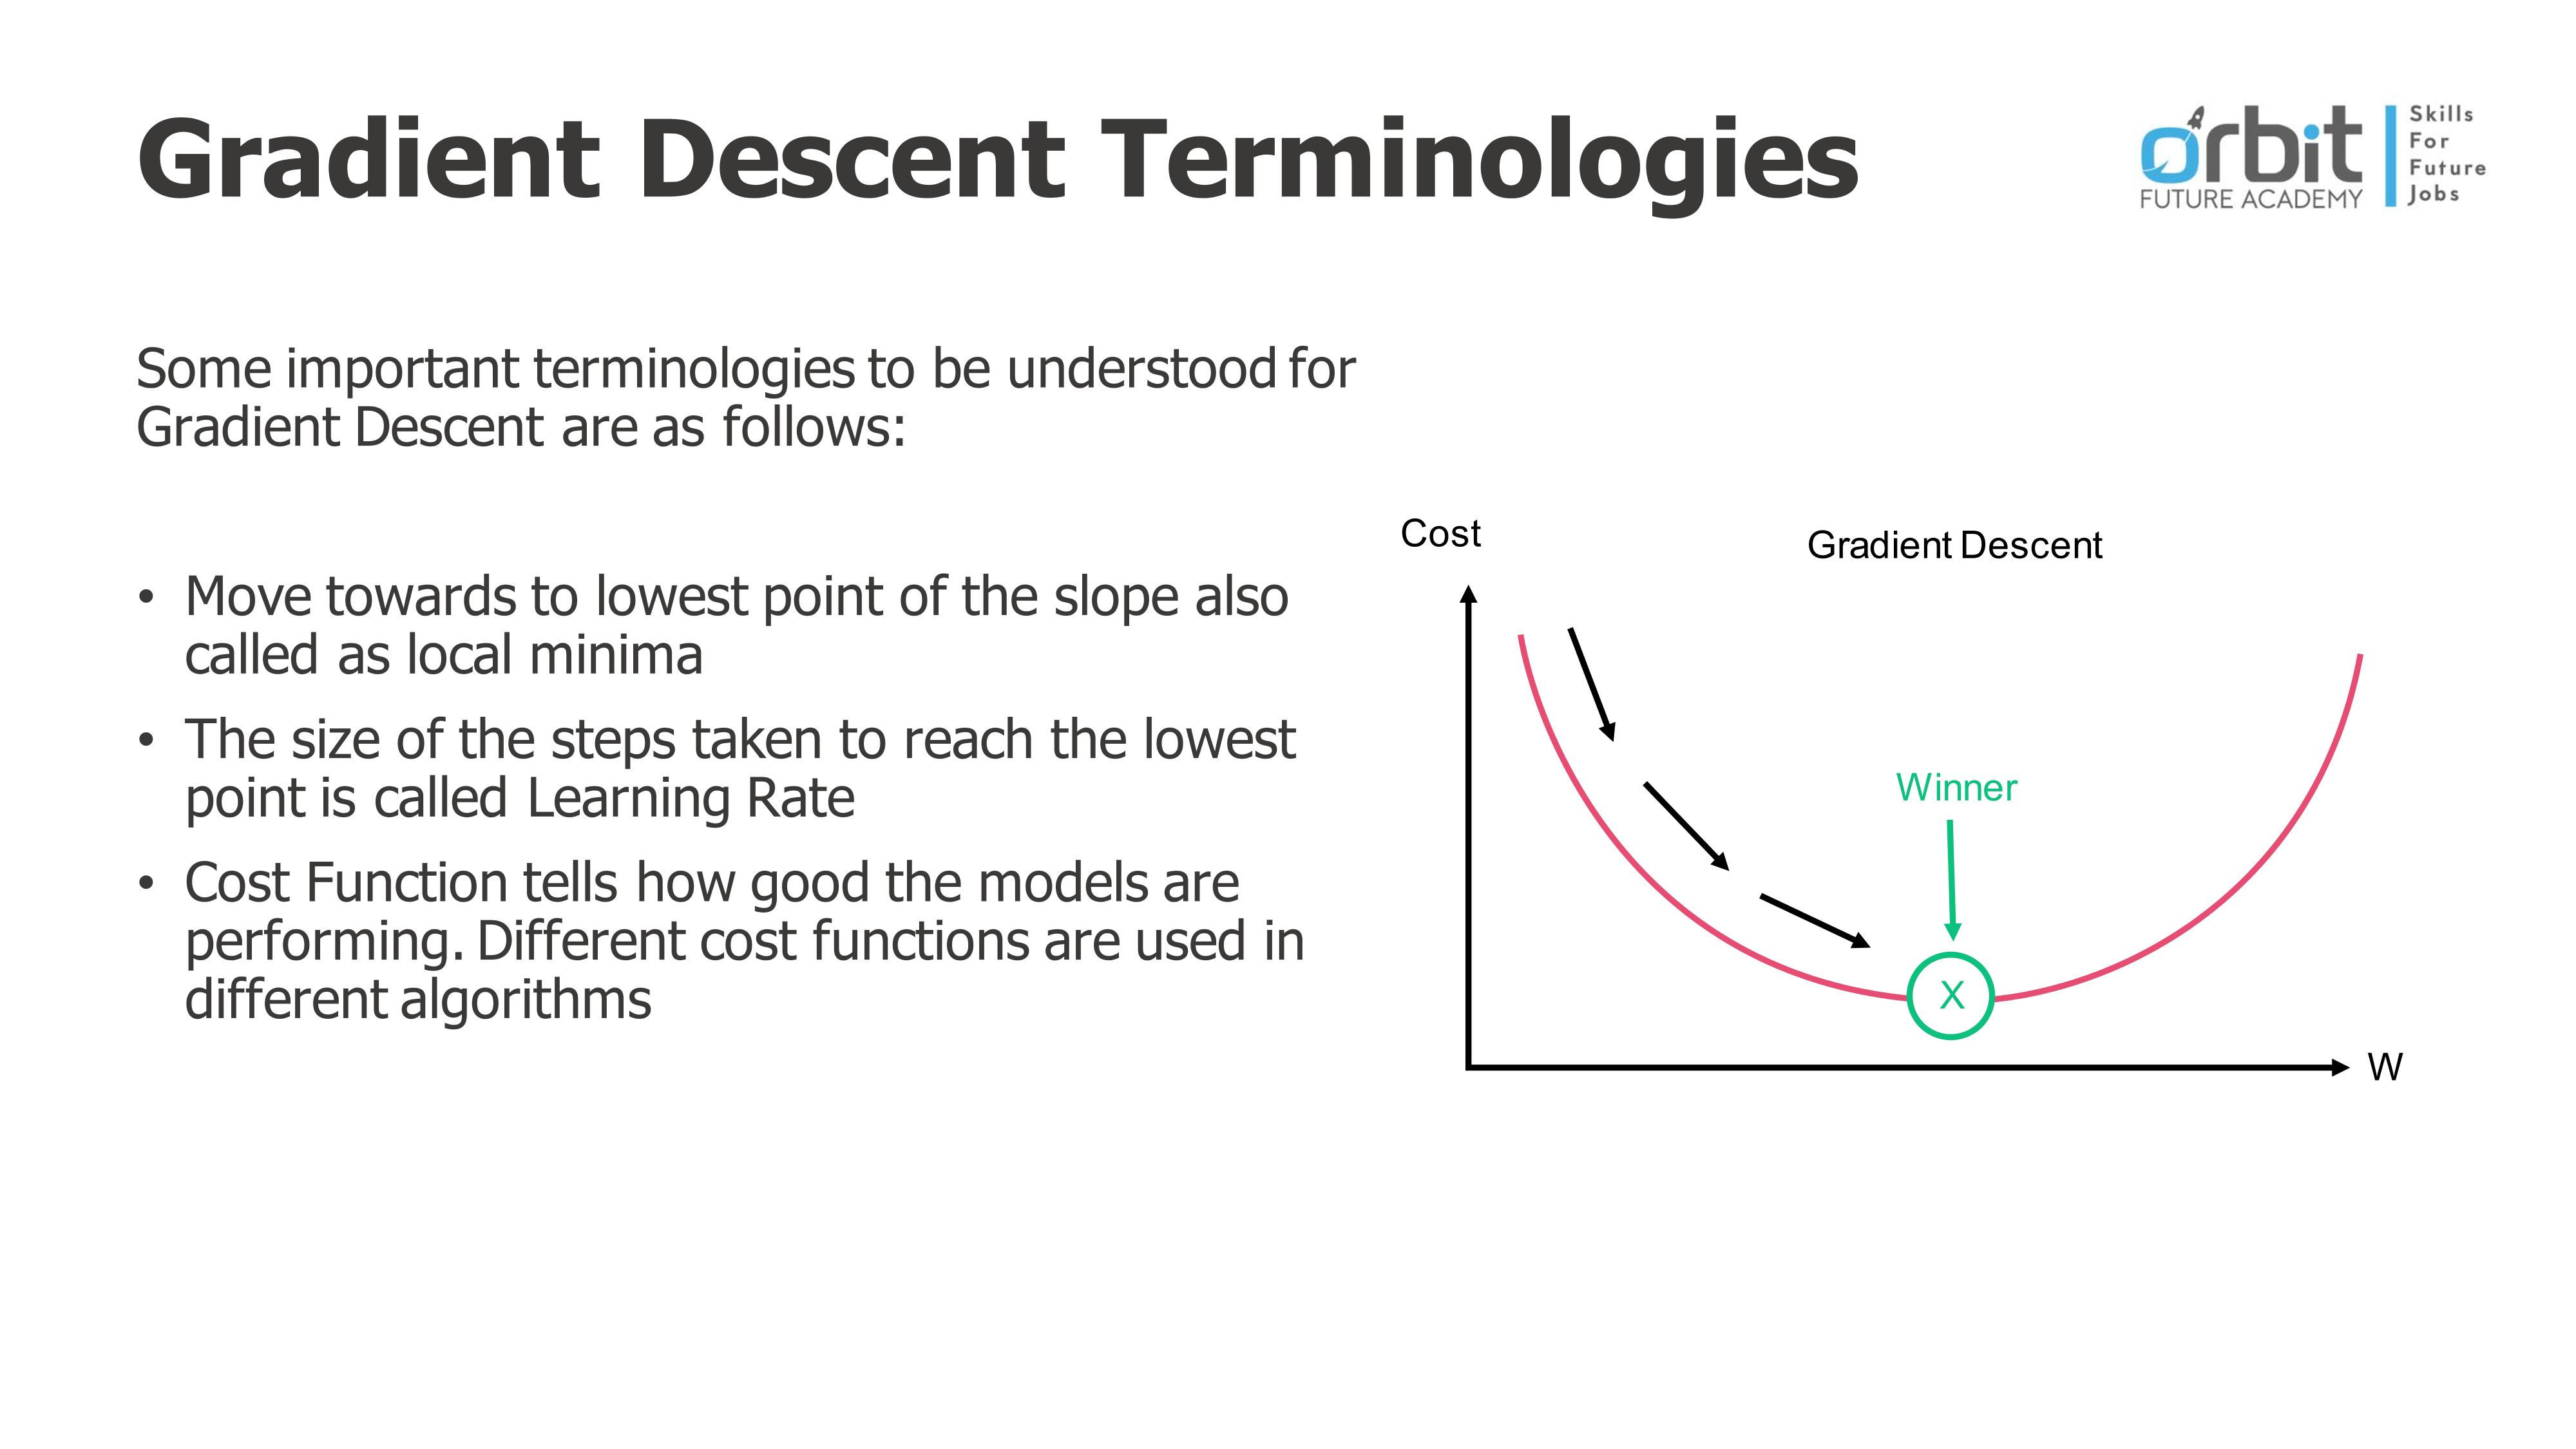 Gradient Descent Terminologies
orbit
FUTURE ACADEMY
Skills
For
Future
Jobs
Some important terminologies to be understood for
Gradient Descent are as follows:
• Move towards to lowest point of the slope also
called as local minima
• The size of the steps taken to reach the lowest
point is called Learning Rate
• Cost Function tells how good the models are
performing. Different cost functions are used in
different algorithms
Cost
Gradient Descent
Winner
X
W